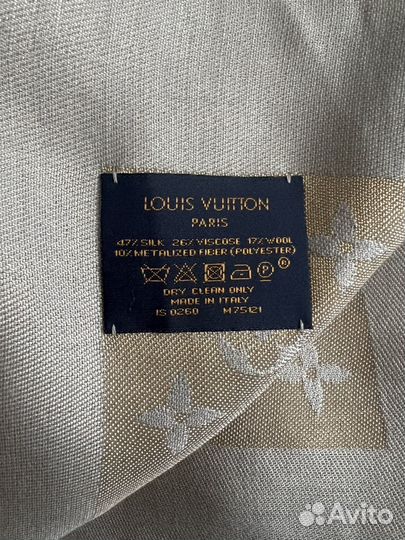 LOUIS VUITTON
PARIS
47% SILK 26% VISCOSE 17% WOOL
10% METALIZED FIBER (POLYESTER)
P®
DRY CLEAN ONLY
MADE IN ITALY
IS 0260 M75121
Avito